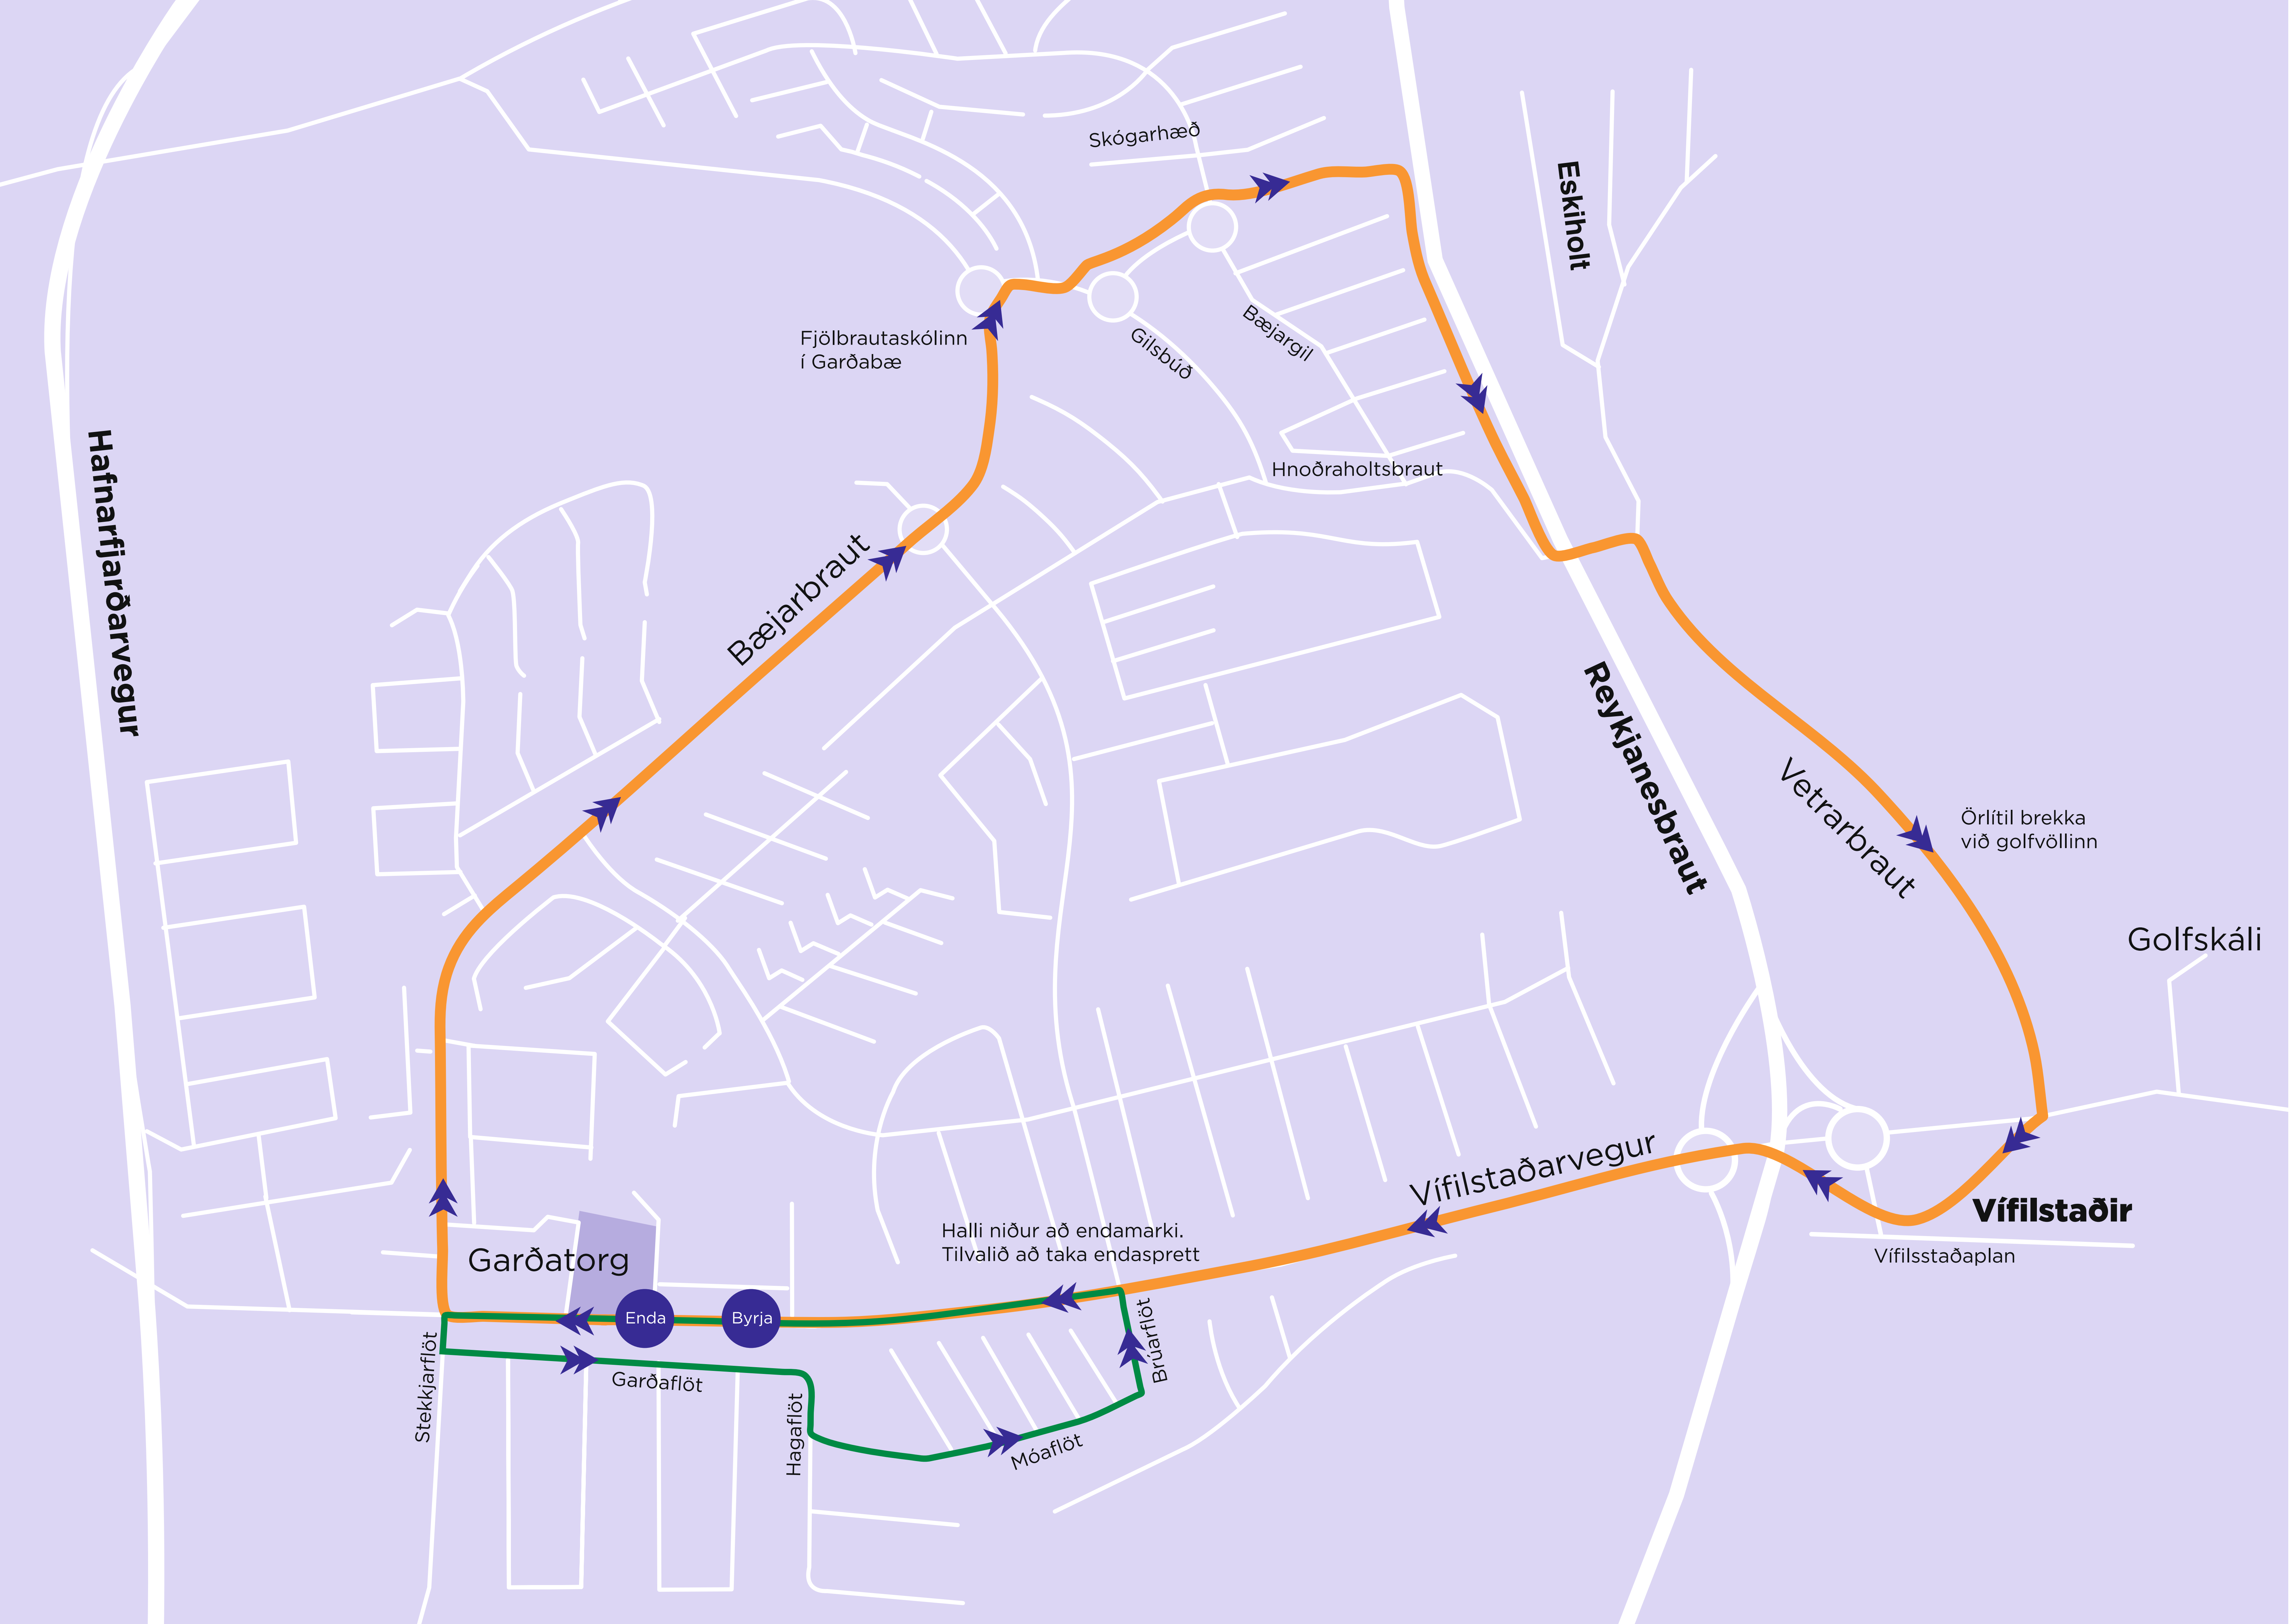 Skógarhæð
Eskiholt
Fjölbrautaskólinn
í Garðabæ
Gilsbúð
Bæjargil
Hnoðraholtsbraut
Hafnarfjarðarvegur
Bæjarbraut
Reykjanesbraut
Vetrarbraut
Örlítil brekka
við golfvöllinn
Golfskáli
Vífilstaðarvegur
Vífilstaðir
Vífilsstaðaplan
Halli niður að endamarki.
Tilvalið að taka endasprett
Garðatorg
Enda
Byrja
Stekkjarflöt
Garðaflöt
Hagaflöt
Móaflöt
Brúarflöt